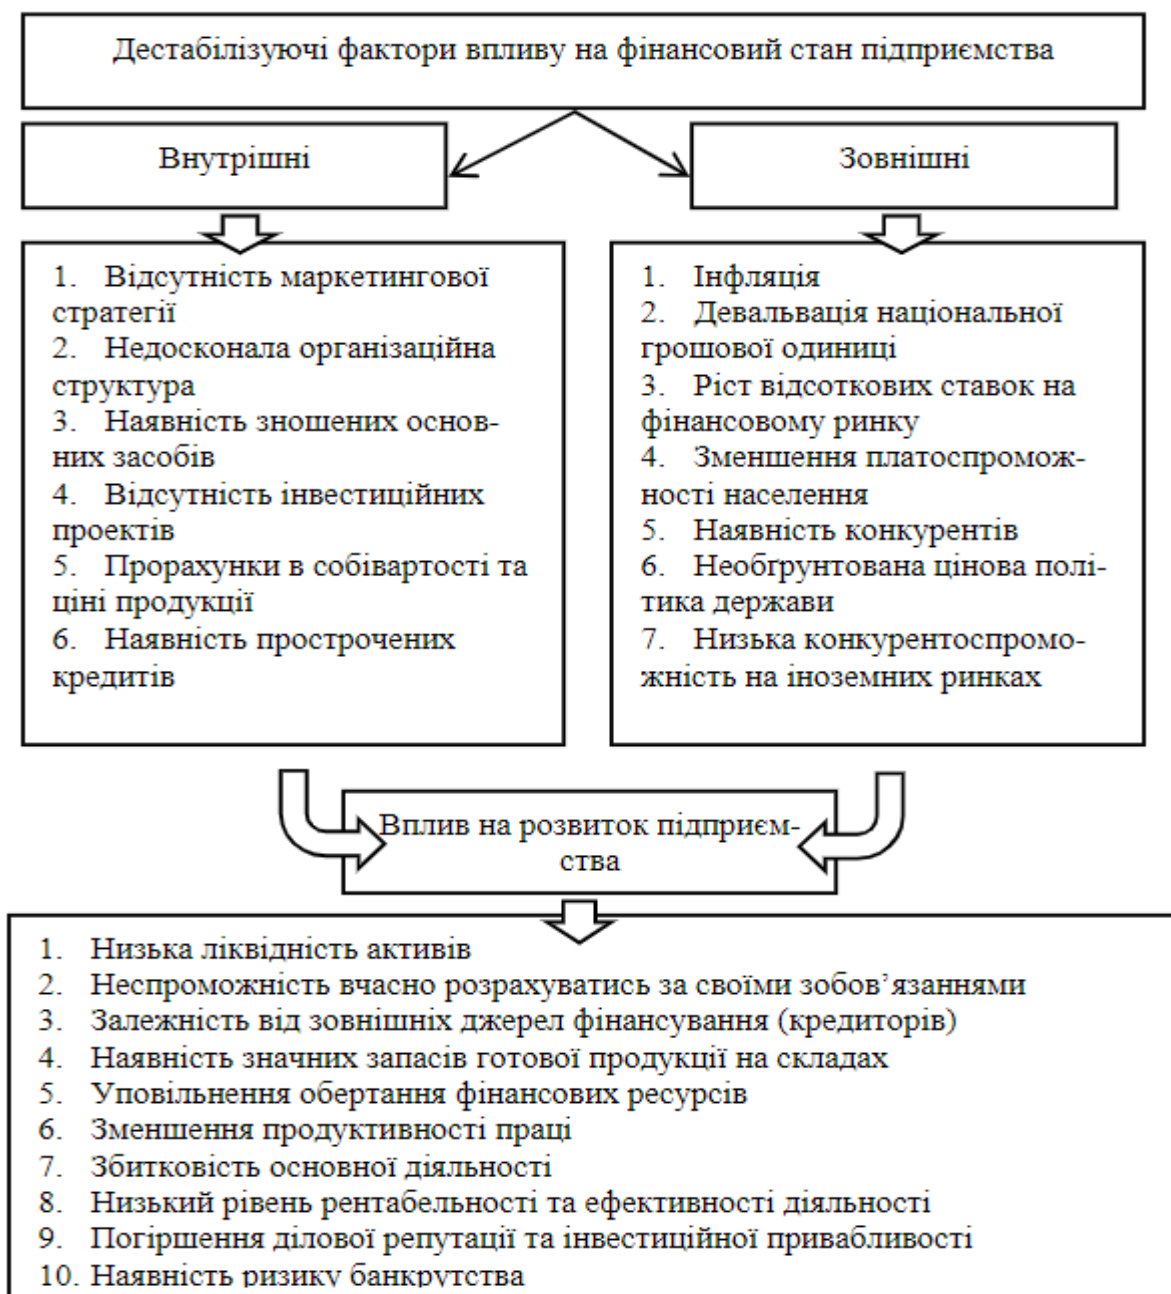 Дестабілізуючі фактори впливу на фінансовий стан підприємства
Внутрішні
Зовнішні
1. Відсутність маркетингової
стратегії
2. Недосконала організаційна
структура
3. Наявність зношених основ-
них засобів
4. Відсутність інвестиційних
проектів
5. Прорахунки в собівартості та
ціні продукції
6. Наявність прострочених
кредитів
1. Інфляція
2. Девальвація національної
грошової одиниці
3. Ріст відсоткових ставок на
фінансовому ринку
4. Зменшення платоспромож-
ності населення
5. Наявність конкурентів
6. Необґрунтована цінова полі-
тика держави
7. Низька конкурентоспромо-
жність на іноземних ринках
Вплив на розвиток підприєм-
ства
1. Низька ліквідність активів
2. Неспроможність вчасно розрахуватись за своїми зобов’язаннями
3. Залежність від зовнішніх джерел фінансування (кредиторів)
4. Наявність значних запасів готової продукції на складах
5. Уповільнення обертання фінансових ресурсів
6. Зменшення продуктивності праці
7. Збитковість основної діяльності
8. Низький рівень рентабельності та ефективності діяльності
9. Погіршення ділової репутації та інвестиційної привабливості
10. Наявність ризику банкрутства